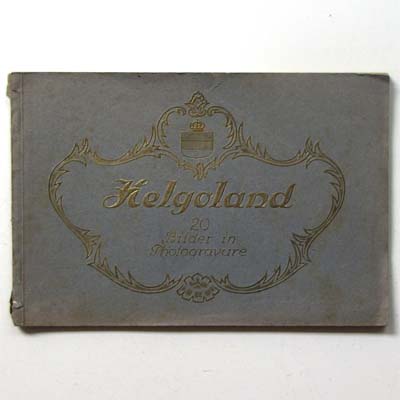 Helgoland
20
Bilder in
Photogravure